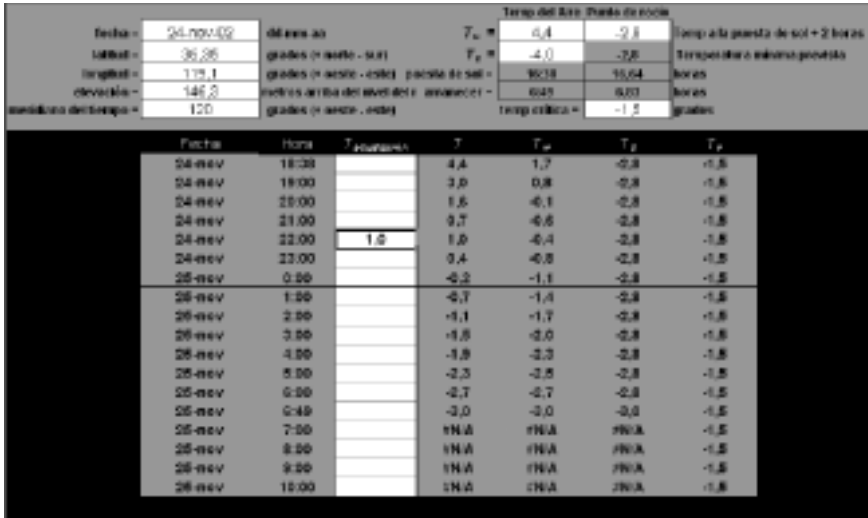 Temp del Aire Punto de rocío
fecha = 24-nov-02 dd-mmm-aa 4,4 -2,8 Temp a la puesta de sol + 2 horas
latitud = 36,35 grados (+ norte - sur) -4,0 -2,8 Temperatura mínima prevista
longitud = 119,1 grados (+ oeste - este) puesta de sol = 16:38 16,64 horas
elevación = 146,3 metros arriba del nivel del amanecer = 6:49 6,82 horas
meridiano del tiempo = 120 grados (+ oeste - este) temp crítica = -1,5 grados
Fecha Hora T T
24-nov 18:38 4,4 1,7 -2,8 -1,5
24-nov 19:00 3,0 0,8 -2,8 -1,5
24-nov 20:00 1,6 -0,1 -2,8 -1,5
24-nov 21:00 0,7 -0,6 -2,8 -1,5
24-nov 22:00 1,0 1,0 -0,4 -2,8 -1,5
24-nov 23:00 0,4 -0,8 -2,8 -1,5
25-nov 0:00 -0,2 -1,1 -2,8 -1,5
25-nov 1:00 -0,7 -1,4 -2,8 -1,5
25-nov 2:00 -1,1 -1,7 -2,8 -1,5
25-nov 3:00 -1,5 -2,0 -2,8 -1,5
25-nov 4:00 -1,9 -2,3 -2,8 -1,5
25-nov 5:00 -2,3 -2,5 -2,8 -1,5
25-nov 6:00 -2,7 -2,7 -2,8 -1,5
25-nov 6:49 -3,0 -3,0 -3,0 -1,5
25-nov 7:00 #N/A #N/A #N/A -1,5
25-nov 8:00 #N/A #N/A #N/A -1,5
25-nov 9:00 #N/A #N/A #N/A -1,5
25-nov 10:00 #N/A #N/A #N/A -1,5